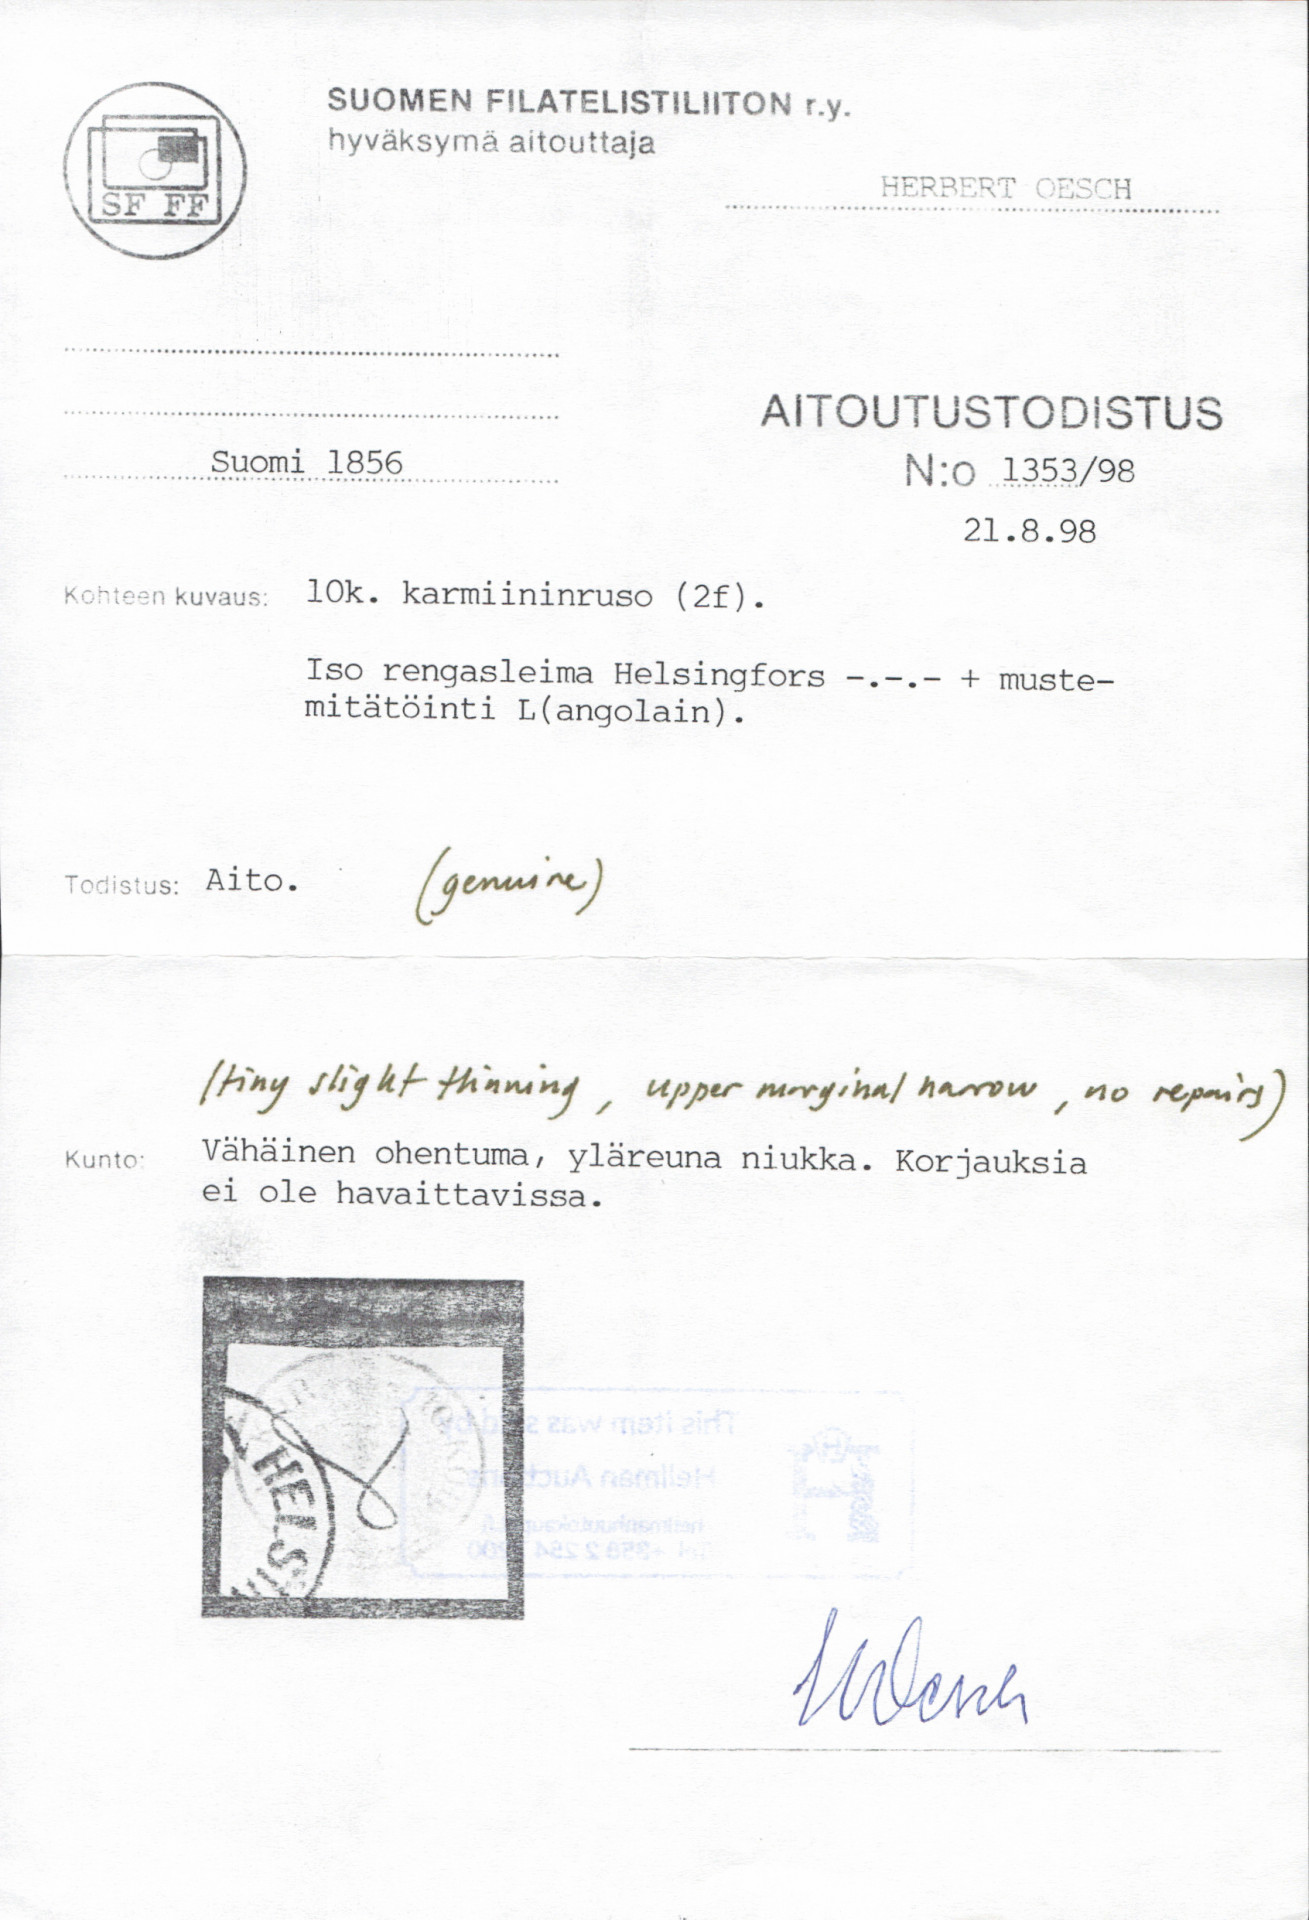 SUOMEN FILATELISTILIITON r.y.
hyväksymä aitouttaja
SF FF
HERBERT OESCH
AITOUTUSTODISTUS
Suomi 1856
N:o 1353/98
21.8.98
Kohteen kuvaus: 10k. karmiininruso (2f).
Iso rengasleima Helsingfors -.-.- + muste-
mitätöinti L(angolain).
Todistus: Aito. (genuine)
(tiny slight thinning, upper marginal narrow, no repairs)
Kunto: Vähäinen ohentuma, yläreuna niukka. Korjauksia
ei ole havaittavissa.
HELSI
This item was sold by
Hellman Auctions